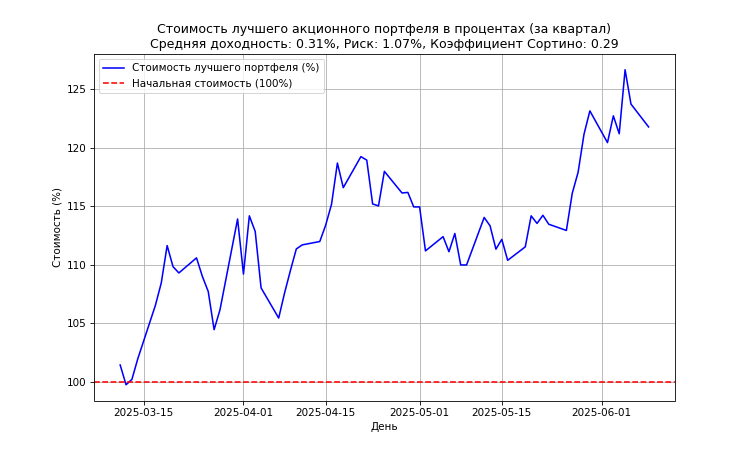 Стоимость лучшего акционного портфеля в процентах (за квартал)
Средняя доходность: 0.31%, Риск: 1.07%, Коэффициент Сортино: 0.29
Стоимость лучшего портфеля (%)
Начальная стоимость (100%)
Стоимость (%)
125
120
115
110
105
100
2025-03-15
2025-04-01
2025-04-15
2025-05-01
2025-05-15
2025-06-01
День